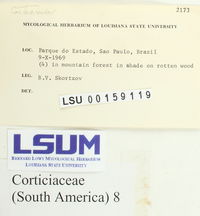 2173
MYCOLOGICAL HERBARIUM OF LOUISIANA STATE UNIVERSITY
LOC. Parque do Estado, Sao Paulo, Brazil
9-X-1969
(4) in mountain forest in shade on rotten wood
LEG. B.V. Skvortzov
DET.
LSU 00159119
LSUM
BERNARD LOWY MYCOLOGICAL HERBARIUM
LOUISIANA STATE UNIVERSITY
Corticiaceae
(South America) 8